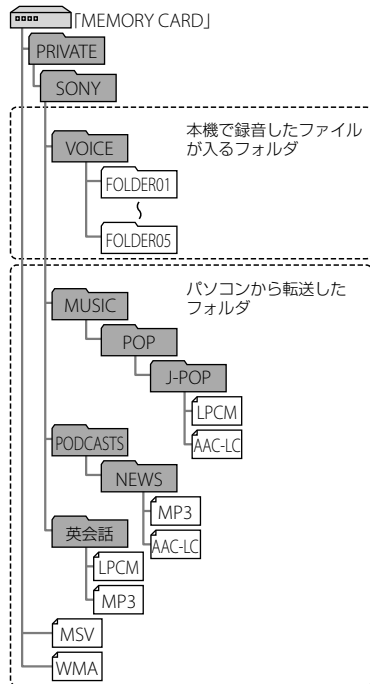 「MEMORY CARD」
PRIVATE
SONY
VOICE
本機で録音したファイル
が入るフォルダ
FOLDER01
〜
FOLDER05
パソコンから転送した
フォルダ
MUSIC
POP
J-POP
LPCM
AAC-LC
PODCASTS
NEWS
MP3
AAC-LC
英会話
LPCM
MP3
MSV
WMA